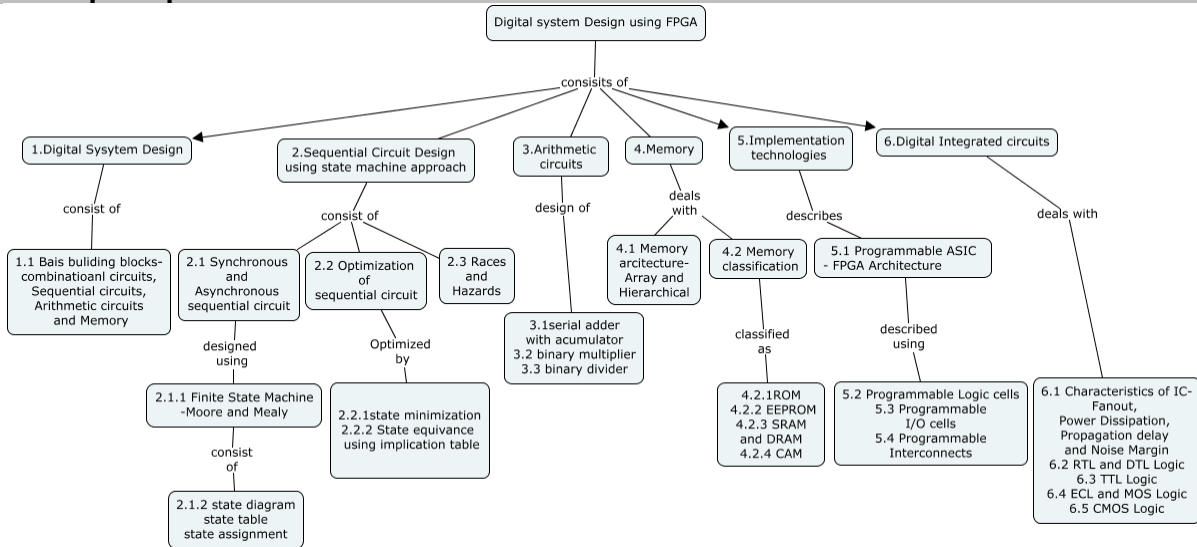 Digital system Design using FPGA
consisits of
1.Digital Sysytem Design
2.Sequential Circuit Design
using state machine approach
3.Arithmetic
circuits
4.Memory
5.Implementation
technologies
6.Digital Integrated circuits
consist of
consist of
design of
deals
with
describes
deals with
1.1 Bais buliding blocks-
combinatioanl circuits,
Sequential circuits,
Arithmetic circuits
and Memory
2.1 Synchronous
and
Asynchronous
sequential circuit
2.2 Optimization
of
sequential circuit
2.3 Races
and
Hazards
4.1 Memory
arcitecture-
Array and
Hierarchical
4.2 Memory
classification
5.1 Programmable ASIC
- FPGA Architecture
designed
using
Optimized
by
3.1serial adder
with acumulator
3.2 binary multiplier
3.3 binary divider
classified
as
described
using
2.1.1 Finite State Machine
-Moore and Mealy
2.2.1state minimization
2.2.2 State equivance
using implication table
4.2.1ROM
4.2.2 EEPROM
4.2.3 SRAM
and DRAM
4.2.4 CAM
5.2 Programmable Logic cells
5.3 Programmable
I/O cells
5.4 Programmable
Interconnects
6.1 Characteristics of IC-
Fanout,
Power Dissipation,
Propagation delay
and Noise Margin
6.2 RTL and DTL Logic
6.3 TTL Logic
6.4 ECL and MOS Logic
6.5 CMOS Logic
consist
of
2.1.2 state diagram
state table
state assignment